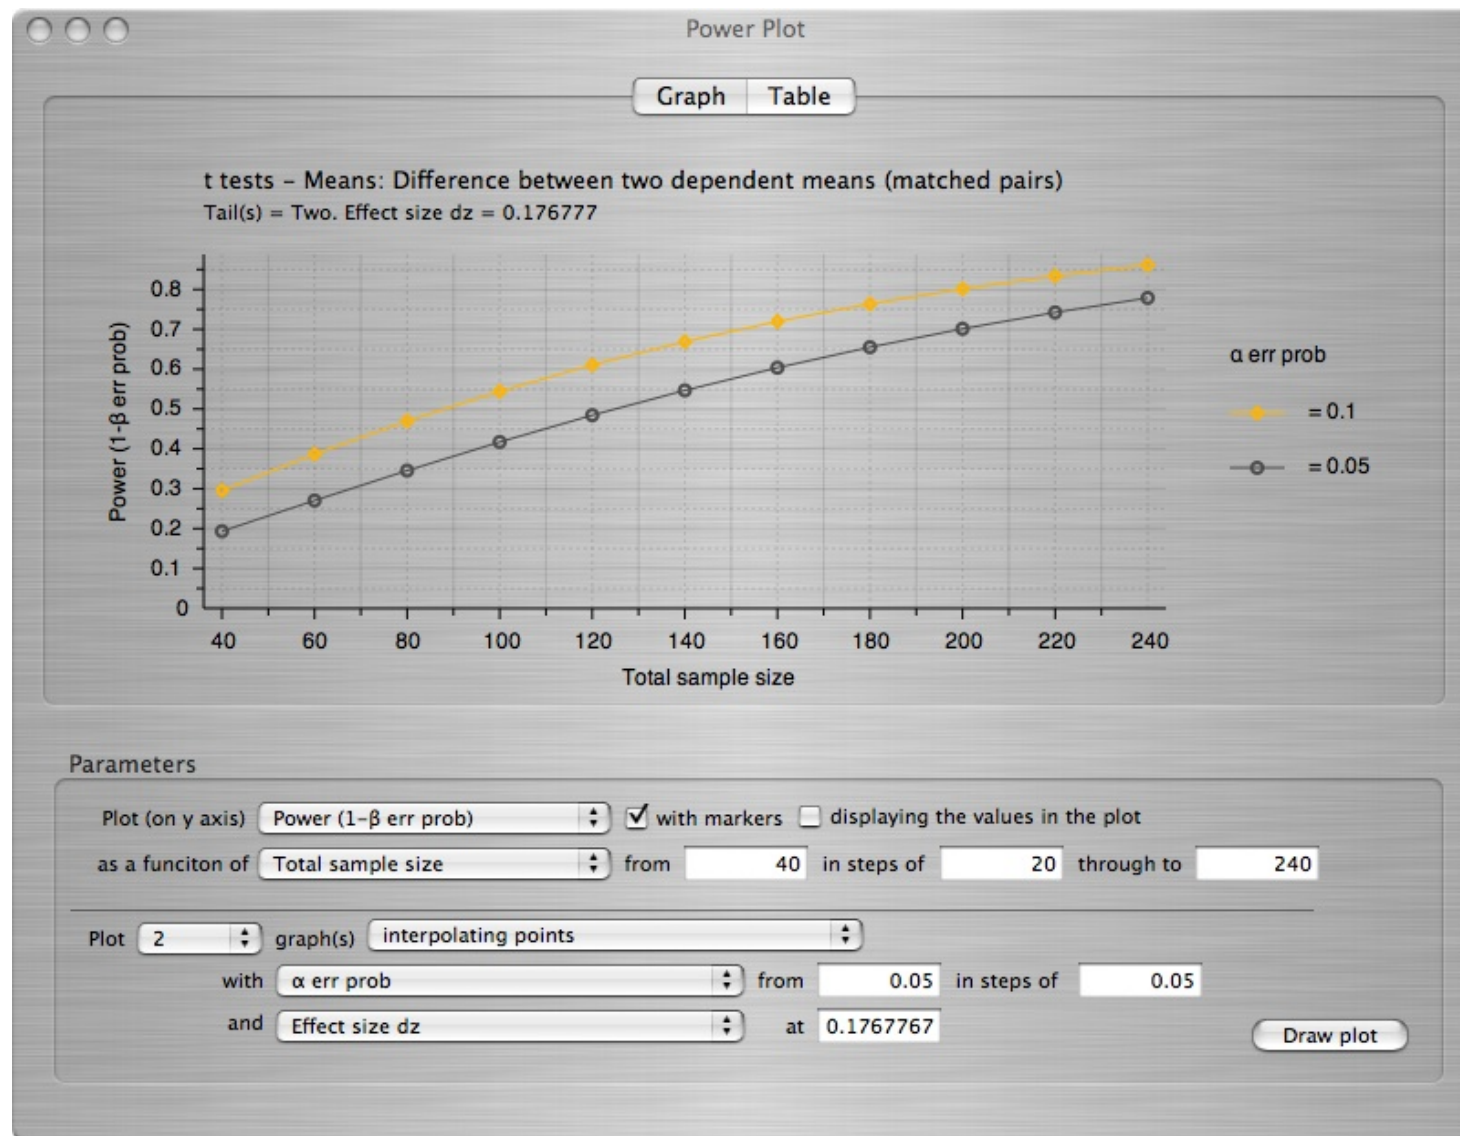 Power Plot
Graph Table
t tests – Means: Difference between two dependent means (matched pairs)
Tail(s) = Two. Effect size dz = 0.176777
Power (1-β err prob)
0.8
0.7
0.6
0.5
0.4
0.3
0.2
0.1
0
40 60 80 100 120 140 160 180 200 220 240
Total sample size
α err prob
= 0.1
= 0.05
Parameters
Plot (on y axis) Power (1–β err prob) with markers displaying the values in the plot
as a funciton of Total sample size from 40 in steps of 20 through to 240
Plot 2 graph(s) interpolating points
with α err prob from 0.05 in steps of 0.05
and Effect size dz at 0.1767767
Draw plot